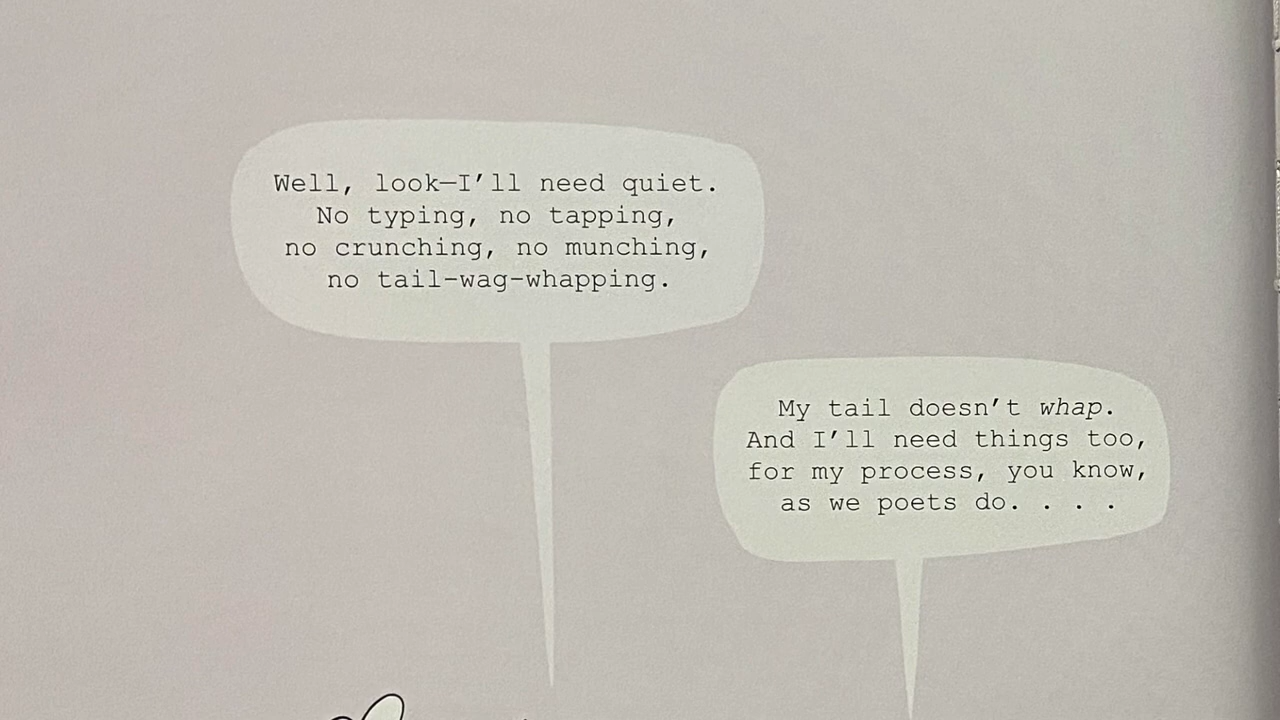 Well, look—I'll need quiet.
No typing, no tapping,
no crunching, no munching,
no tail-wag-whapping.
My tail doesn't whap.
And I'll need things too,
for my process, you know,
as we poets do. . . .